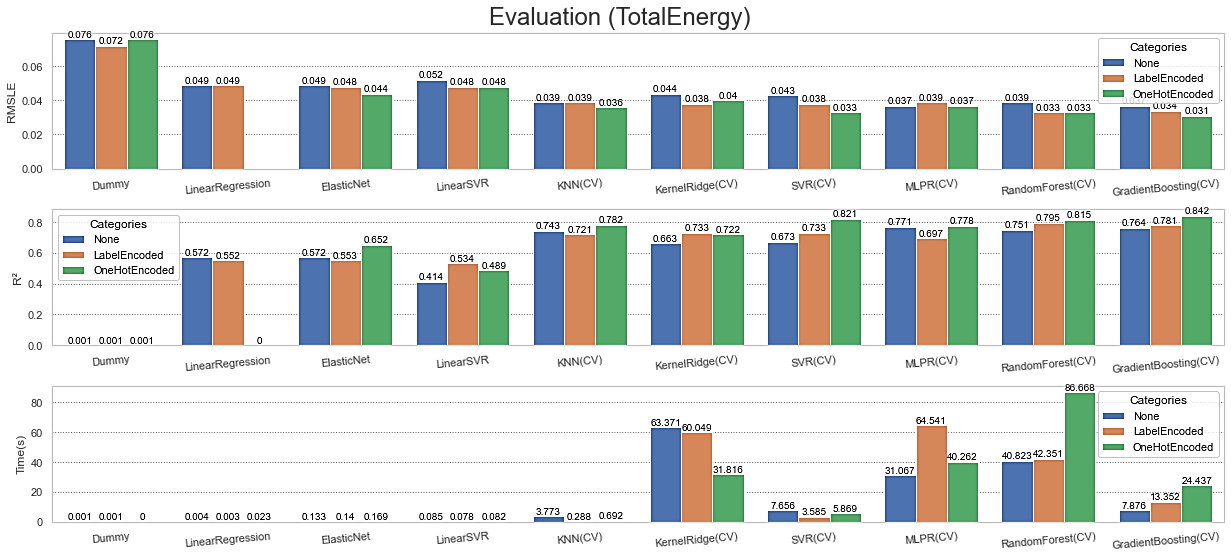 Evaluation (TotalEnergy)
RMSLE
0.06
0.04
0.02
0.00
0.076 0.072 0.076
0.049 0.049
0.049 0.048 0.044
0.052 0.048 0.048
0.039 0.039 0.036
0.044 0.038 0.04
0.043 0.038 0.033
0.037 0.039 0.037
0.039 0.033 0.033
0.037 0.034 0.031
Categories
None
LabelEncoded
OneHotEncoded
Dummy LinearRegression ElasticNet LinearSVR KNN(CV) KernelRidge(CV) SVR(CV) MLPR(CV) RandomForest(CV) GradientBoosting(CV)
R²
0.8
0.6
0.4
0.2
0.0
Categories
None
LabelEncoded
OneHotEncoded
0.001 0.001 0.001
0.572 0.552 0
0.572 0.553 0.652
0.414 0.534 0.489
0.743 0.721 0.782
0.663 0.733 0.722
0.673 0.733 0.821
0.771 0.697 0.778
0.751 0.795 0.815
0.764 0.781 0.842
Dummy LinearRegression ElasticNet LinearSVR KNN(CV) KernelRidge(CV) SVR(CV) MLPR(CV) RandomForest(CV) GradientBoosting(CV)
Time(s)
80
60
40
20
0
0.001 0.001 0
0.004 0.003 0.023
0.133 0.14 0.169
0.085 0.078 0.082
3.773 0.288 0.692
63.371 60.049 31.816
7.656 3.585 5.869
31.067 64.541 40.262
40.823 42.351 86.668
7.876 13.352 24.437
Categories
None
LabelEncoded
OneHotEncoded
Dummy LinearRegression ElasticNet LinearSVR KNN(CV) KernelRidge(CV) SVR(CV) MLPR(CV) RandomForest(CV) GradientBoosting(CV)